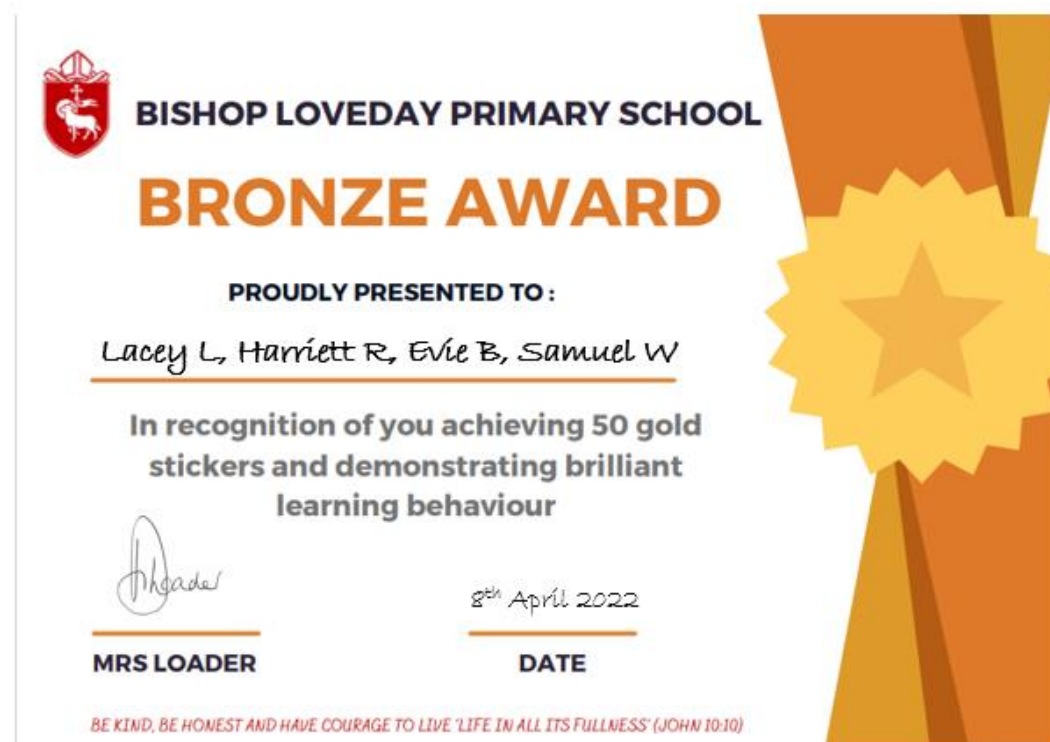 BISHOP LOVEDAY PRIMARY SCHOOL
BRONZE AWARD
PROUDLY PRESENTED TO :
Lacey L, Harriett R, Evie B, Samuel W
In recognition of you achieving 50 gold
stickers and demonstrating brilliant
learning behaviour
HLoader
8th April 2022
MRS LOADER
DATE
BE KIND, BE HONEST AND HAVE COURAGE TO LIVE 'LIFE IN ALL ITS FULLNESS' (JOHN 10:10)